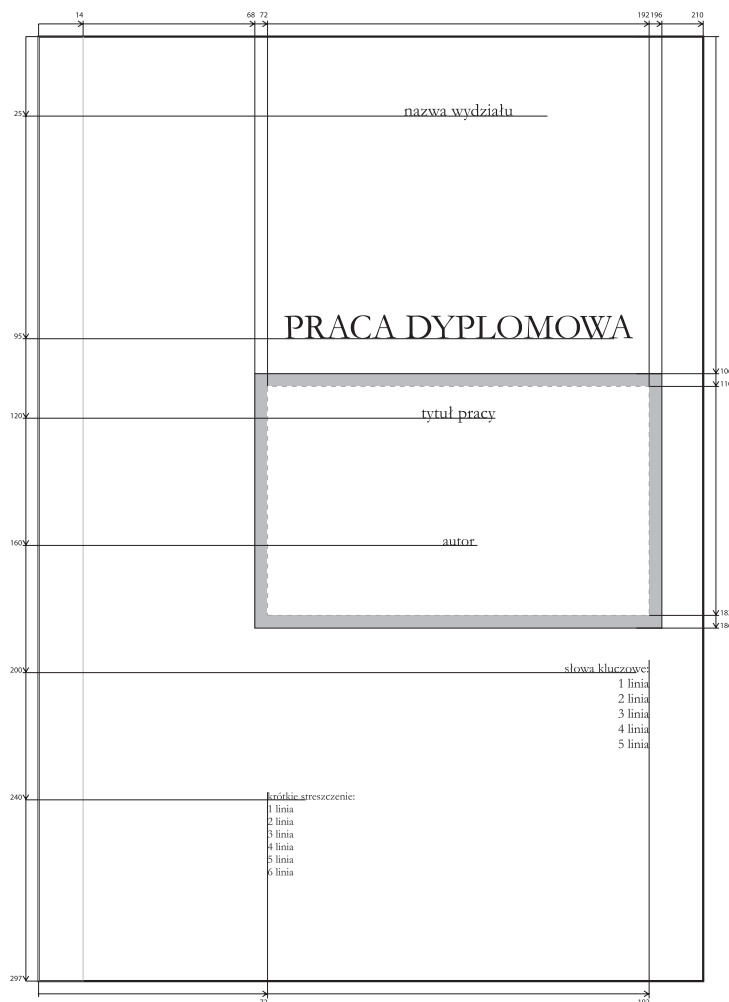 14 68 72 192 196 210
25
nazwa wydziału
95
PRACA DYPLOMOWA
120
tytuł pracy
160
autor
200
słowa kluczowe:
1 linia
2 linia
3 linia
4 linia
5 linia
240
krótkie streszczenie:
1 linia
2 linia
3 linia
4 linia
5 linia
6 linia
297